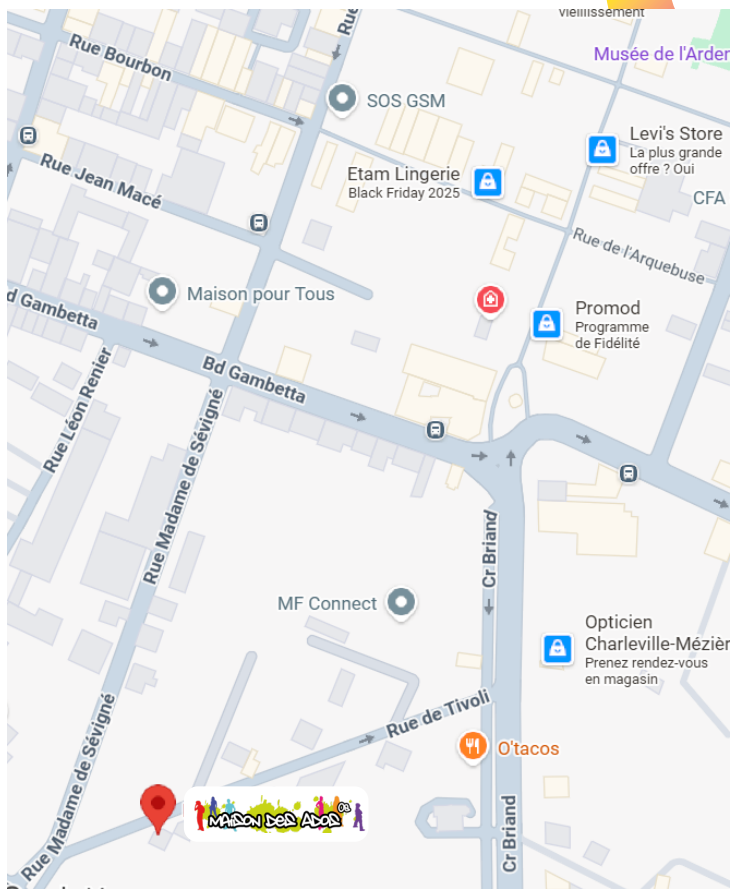 vieillissement
Rue Bourbon
Rue
Musée de l'Arden
SOS GSM
Levi's Store
La plus grande
offre ? Oui
Etam Lingerie
Black Friday 2025
Rue Jean Macé
CFA
Rue de l'Arquebuse
Maison pour Tous
d Gambetta
Promod
Programme
de Fidélité
Bd Gambetta
Rue Léon Renier
Rue Madame de Sévigné
Cr Briand
MF Connect
Opticien
Charleville-Mézièr
Prenez rendez-vous
en magasin
Rue de Tivoli
Rue Madame de Sévigné
O'tacos
MAISON DES ADOS 08
Cr Briand